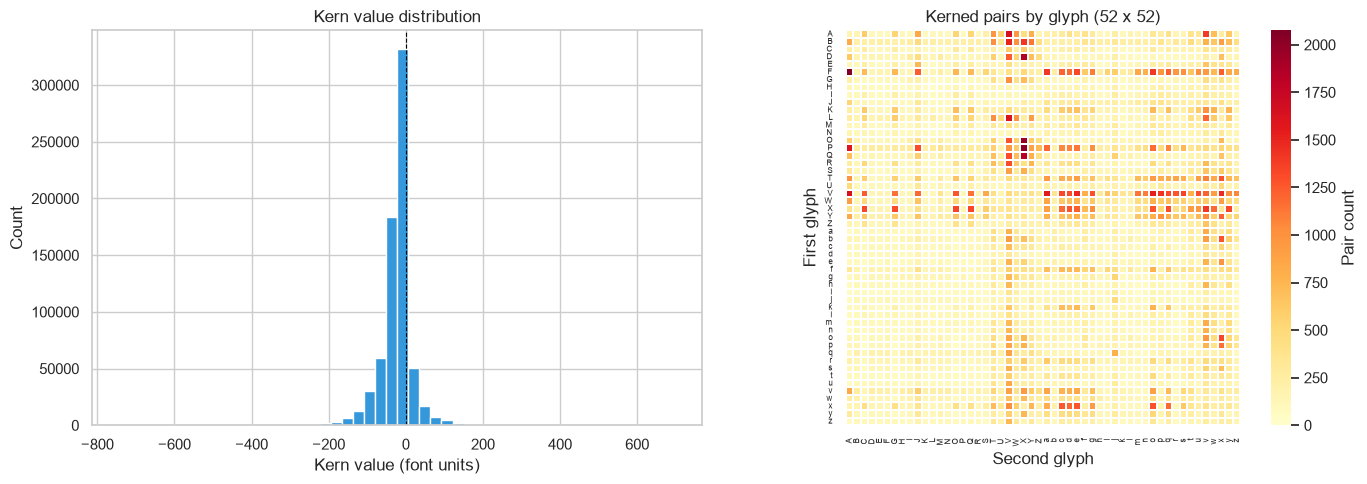 Kern value distribution
Count
300000
250000
200000
150000
100000
50000
0
−800
−600
−400
−200
0
200
400
600
Kern value (font units)
Kerned pairs by glyph (52 x 52)
First glyph
A
B
C
D
E
F
G
H
I
J
K
L
M
N
O
P
Q
R
S
T
U
V
W
X
Y
Z
a
b
c
d
e
f
g
h
i
j
k
l
m
n
o
p
q
r
s
t
u
v
w
x
y
z
A
B
C
D
E
F
G
H
I
J
K
L
M
N
O
P
Q
R
S
T
U
V
W
X
Y
Z
a
b
c
d
e
f
g
h
i
j
k
l
m
n
o
p
q
r
s
t
u
v
w
x
y
z
Second glyph
2000
1750
1500
1250
1000
750
500
250
0
Pair count